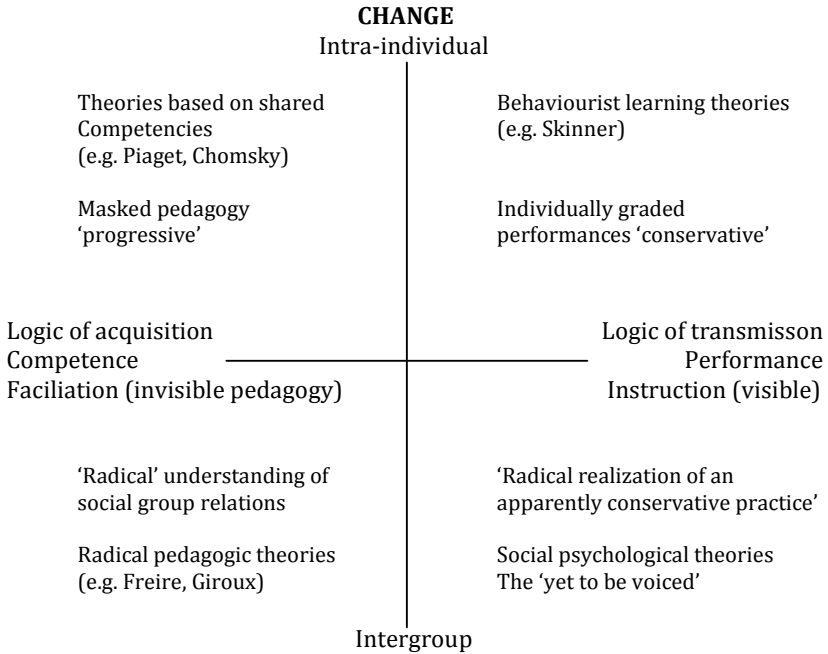 CHANGE
Intra-individual
Theories based on shared
Competencies
(e.g. Piaget, Chomsky)
Masked pedagogy
‘progressive’
Behaviourist learning theories
(e.g. Skinner)
Individually graded
performances ‘conservative’
Logic of acquisition
Competence
Faciliation (invisible pedagogy)
Logic of transmisson
Performance
Instruction (visible)
‘Radical’ understanding of
social group relations
Radical pedagogic theories
(e.g. Freire, Giroux)
‘Radical realization of an
apparently conservative practice’
Social psychological theories
The ‘yet to be voiced’
Intergroup